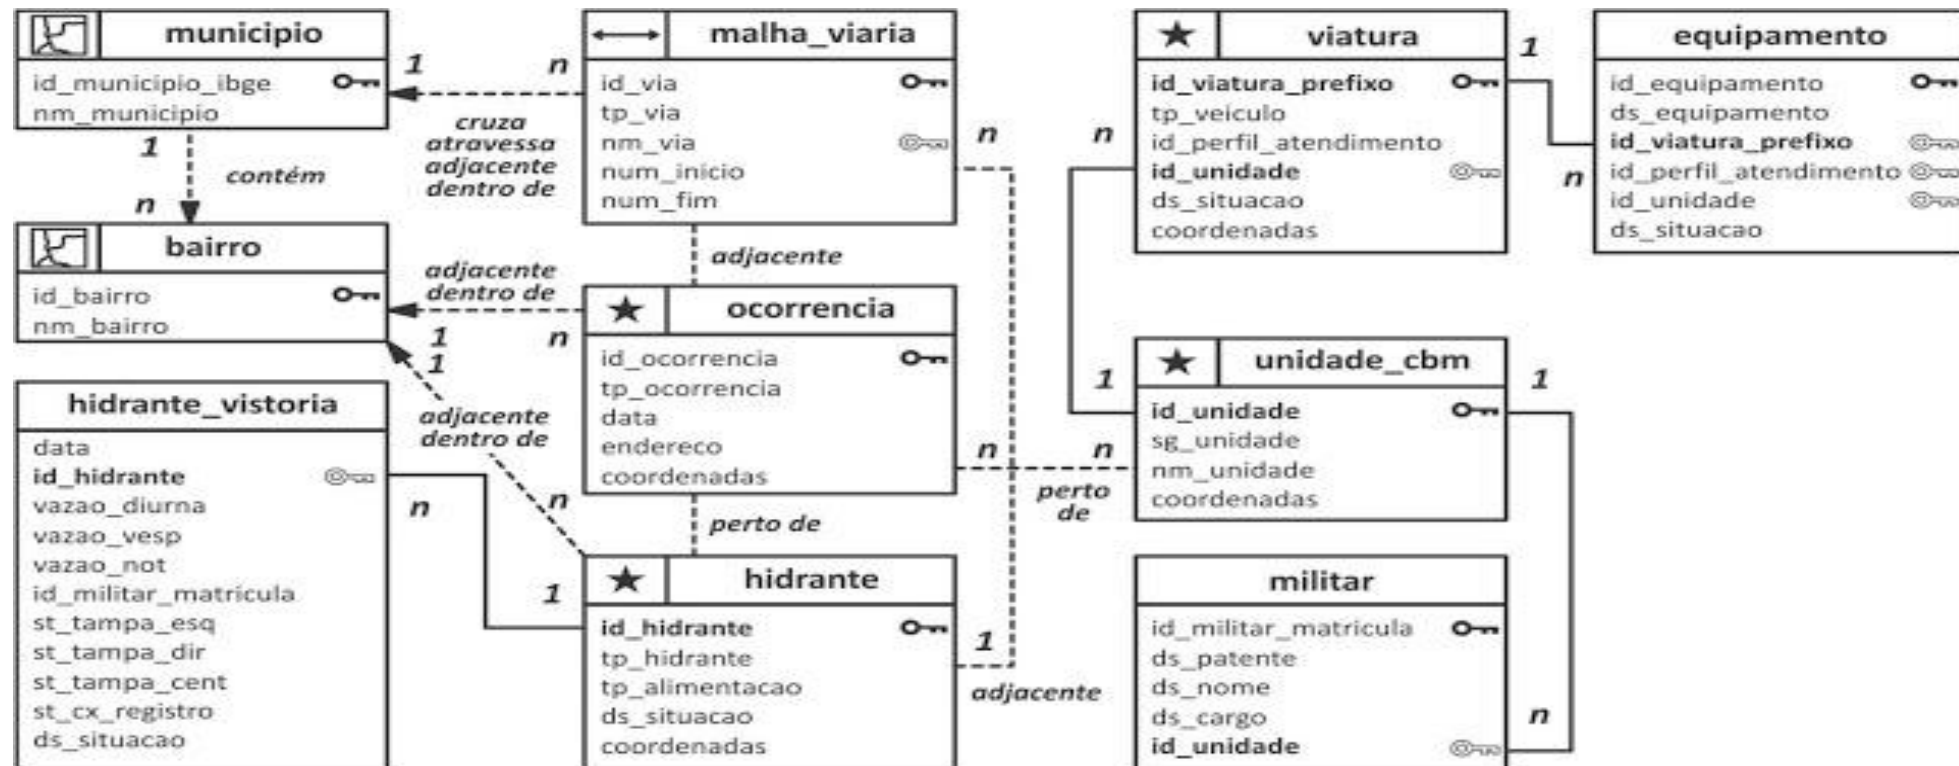 municipio
id_municipio_ibge
nm_municipio
1
contém
n
bairro
id_bairro
nm_bairro
hidrante_vistoria
data
id_hidrante
vazao_diurna
vazao_vesp
vazao_not
id_militar_matricula
st_tampa_esq
st_tampa_dir
st_tampa_cent
st_cx_registro
ds_situacao
1
n
cruza
atravessa
adjacente
dentro de
adjacente
dentro de
1
n
1
adjacente
dentro de
n
n
1
malha_viaria
id_via
tp_via
nm_via
num_inicio
num_fim
adjacente
ocorrencia
id_ocorrencia
tp_ocorrencia
data
endereco
coordenadas
perto de
hidrante
id_hidrante
tp_hidrante
tp_alimentacao
ds_situacao
coordenadas
n
n
n
perto
de
1
adjacente
viatura
id_viatura_prefixo
tp_veiculo
id_perfil_atendimento
id_unidade
ds_situacao
coordenadas
n
1
1
n
equipamento
id_equipamento
ds_equipamento
id_viatura_prefixo
id_perfil_atendimento
id_unidade
ds_situacao
unidade_cbm
id_unidade
sg_unidade
nm_unidade
coordenadas
1
n
militar
id_militar_matricula
ds_patente
ds_nome
ds_cargo
id_unidade